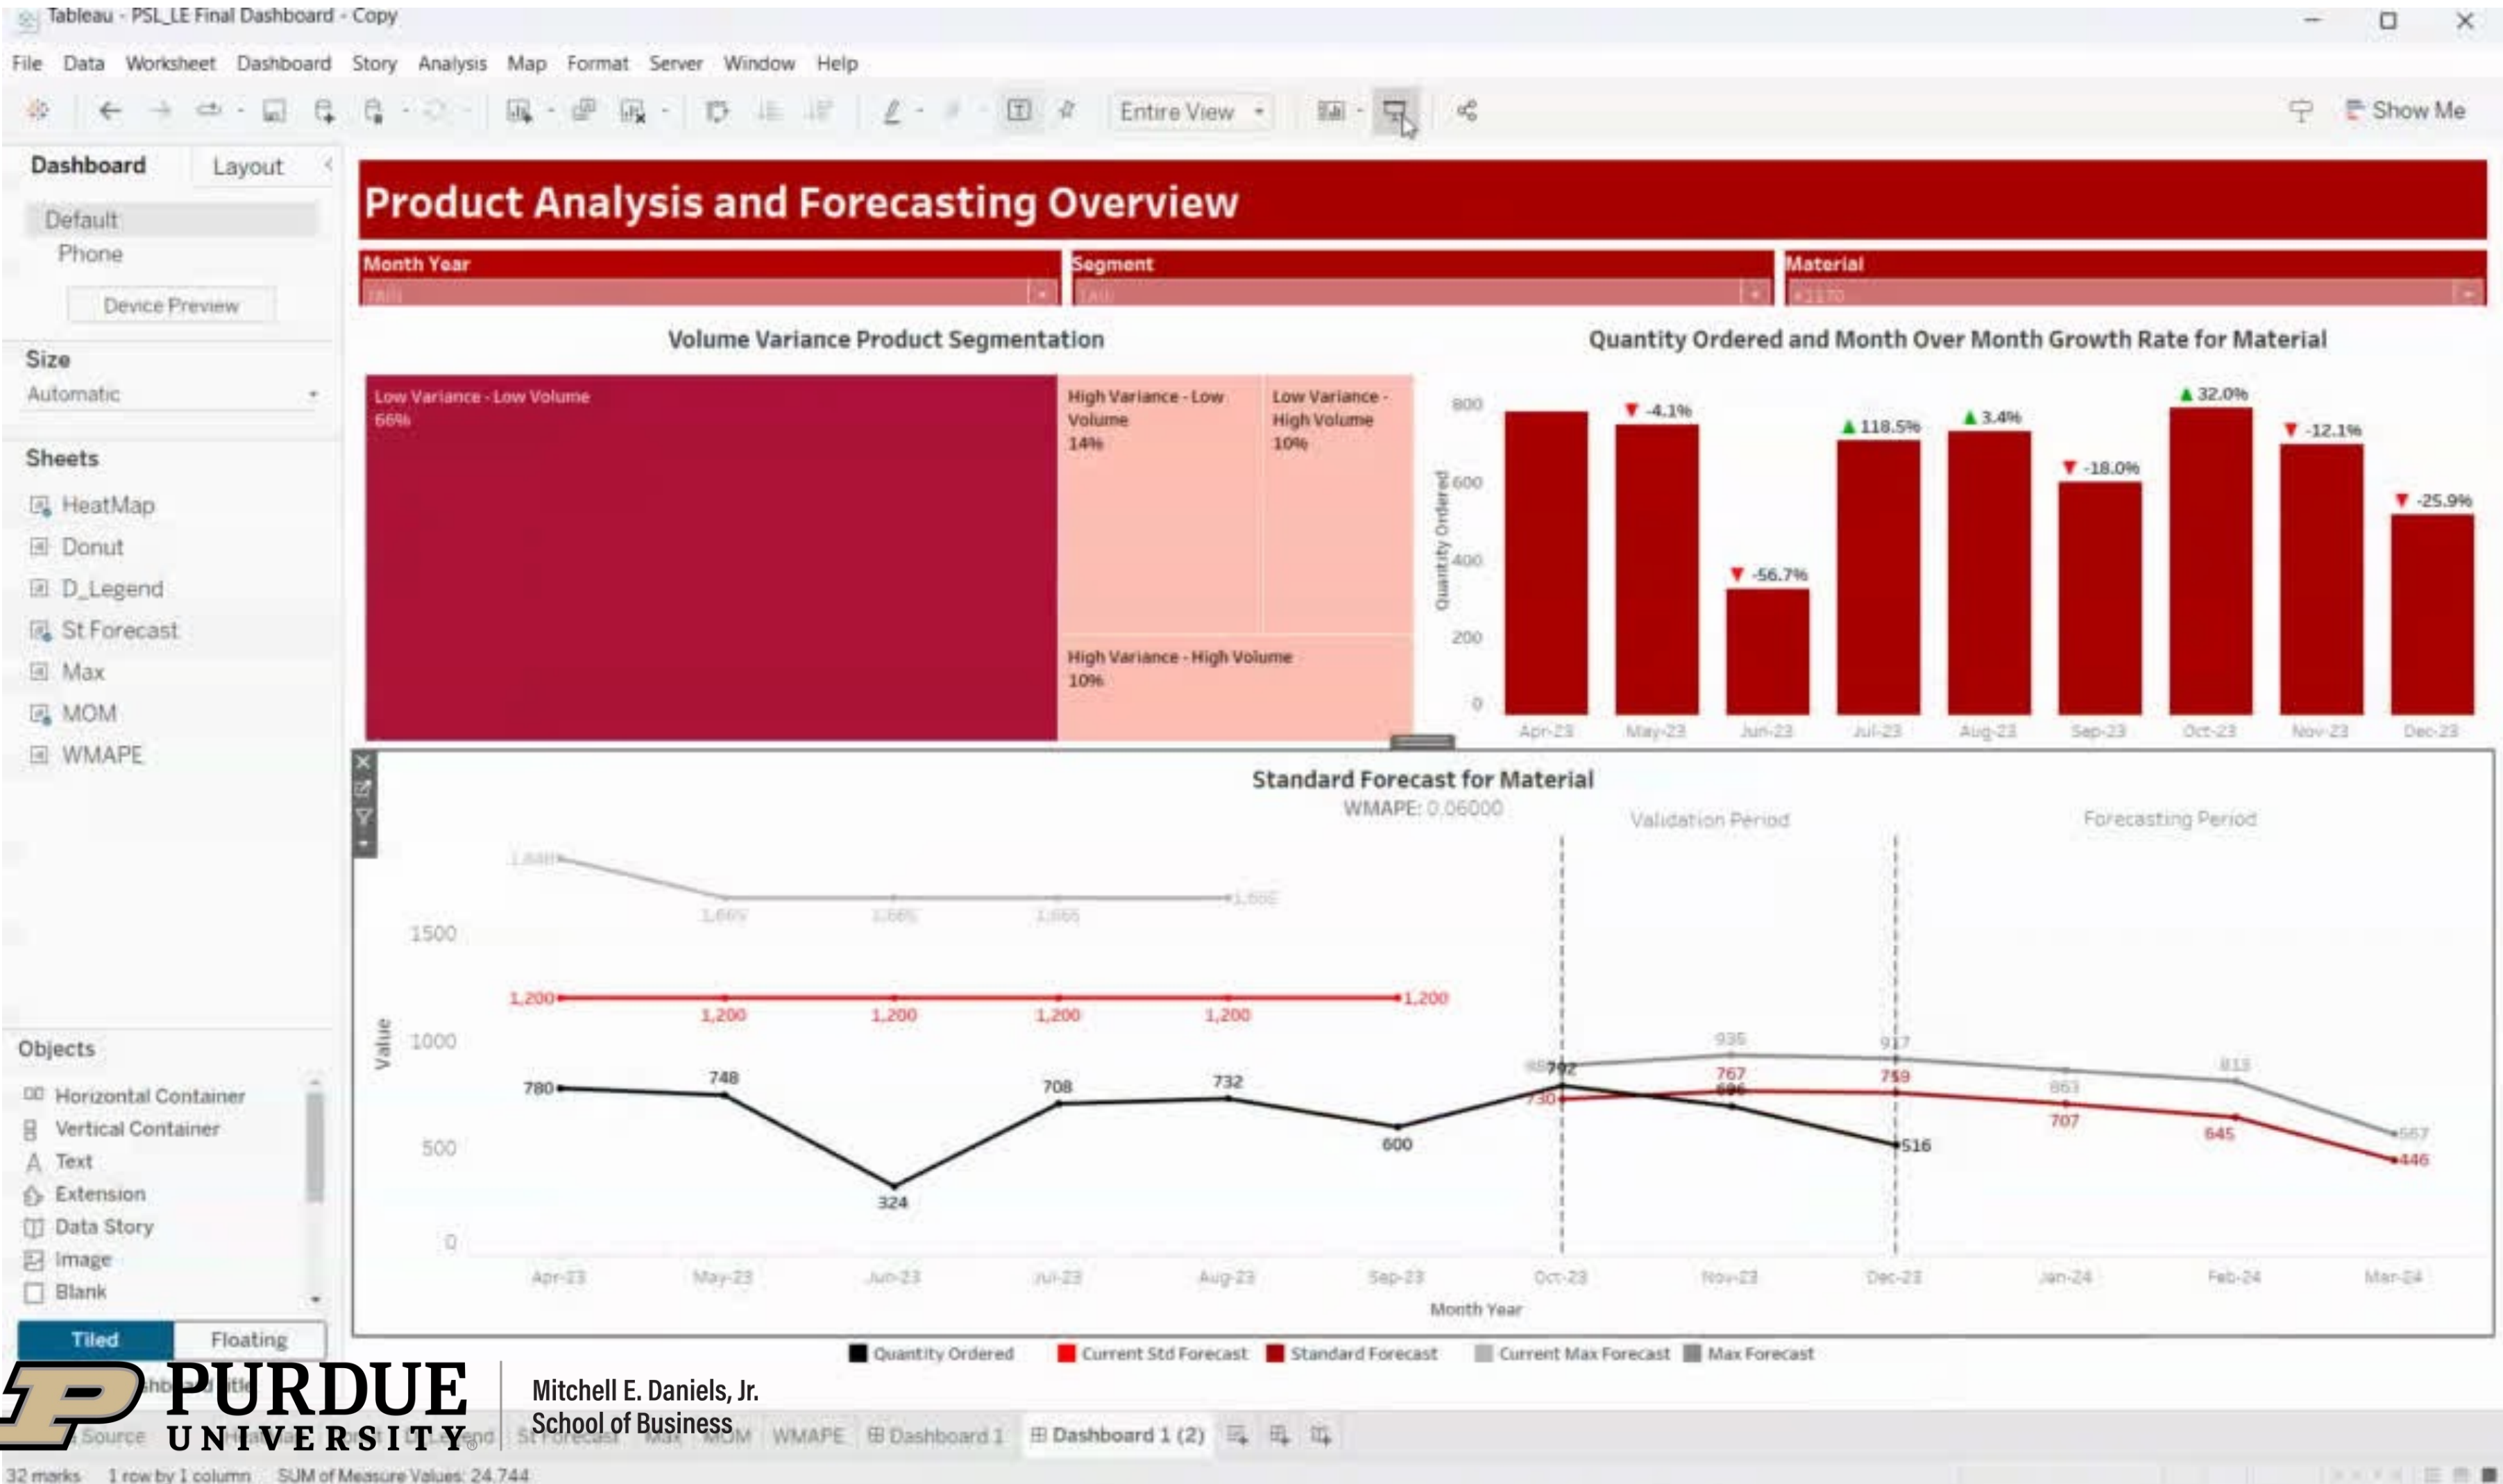 Tableau - PSL_LE Final Dashboard - Copy
File Data Worksheet Dashboard Story Analysis Map Format Server Window Help
Entire View
Show Me
Dashboard Layout
Default
Phone
Device Preview
Size
Automatic
Sheets
HeatMap
Donut
D_Legend
St Forecast
Max
MOM
WMAPE
Objects
Horizontal Container
Vertical Container
Text
Extension
Data Story
Image
Blank
Tiled Floating
Product Analysis and Forecasting Overview
Month Year Segment Material
Volume Variance Product Segmentation
Low Variance - Low Volume
66%
High Variance - Low
Volume
14%
Low Variance -
High Volume
10%
High Variance - High Volume
10%
Quantity Ordered and Month Over Month Growth Rate for Material
Quantity Ordered
800
600
400
200
0
▼ -4.1%
▼ -56.7%
▲ 118.5%
▲ 3.4%
▼ -18.0%
▲ 32.0%
▼ -12.1%
▼ -25.9%
Apr-23 May-23 Jun-23 Jul-23 Aug-23 Sep-23 Oct-23 Nov-23 Dec-23
Standard Forecast for Material
WMAPE: 0.06000
Validation Period Forecasting Period
Value
1500
1000
500
0
1,200 1,200 1,200 1,200 1,200 1,200
780 748 324 708 732 600 792 696 516
935 917 863 813 567
730 767 759 707 645 446
Apr-23 May-23 Jun-23 Jul-23 Aug-23 Sep-23 Oct-23 Nov-23 Dec-23 Jan-24 Feb-24 Mar-24
Month Year
Quantity Ordered Current Std Forecast Standard Forecast Current Max Forecast Max Forecast
PURDUE
UNIVERSITY®
Mitchell E. Daniels, Jr.
School of Business
Source St Forecast Max MOM WMAPE Dashboard 1 Dashboard 1 (2)
32 marks 1 row by 1 column SUM of Measure Values: 24,744